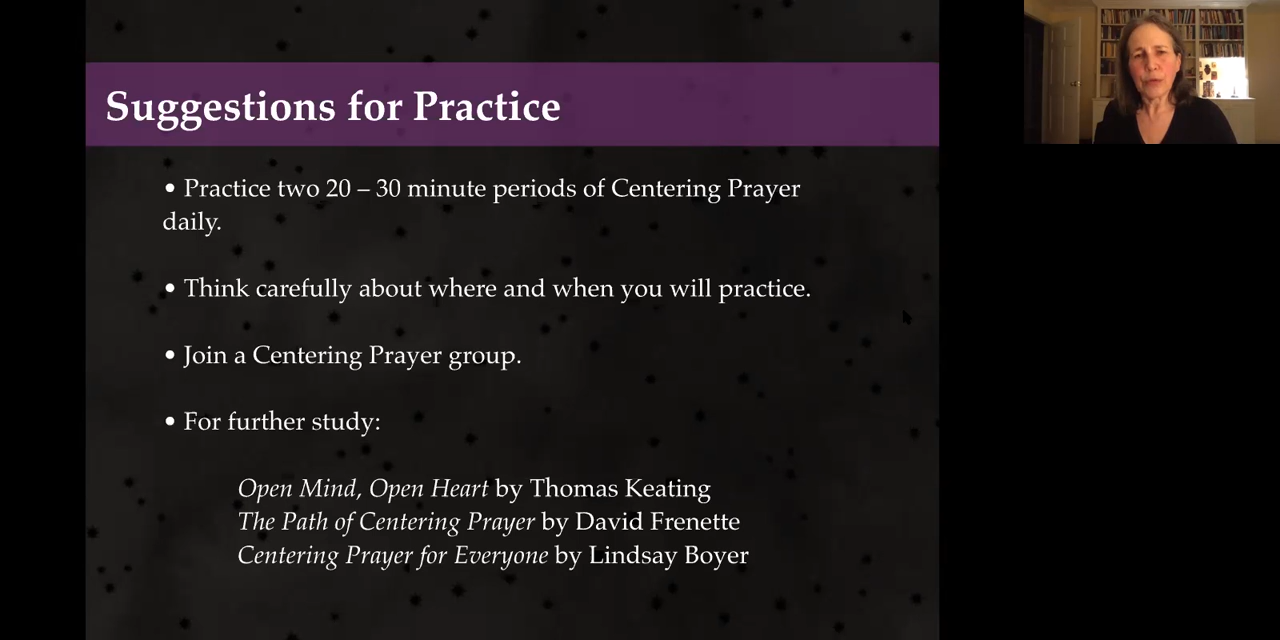 Suggestions for Practice
• Practice two 20 – 30 minute periods of Centering Prayer
daily.
• Think carefully about where and when you will practice.
• Join a Centering Prayer group.
• For further study:
Open Mind, Open Heart by Thomas Keating
The Path of Centering Prayer by David Frenette
Centering Prayer for Everyone by Lindsay Boyer